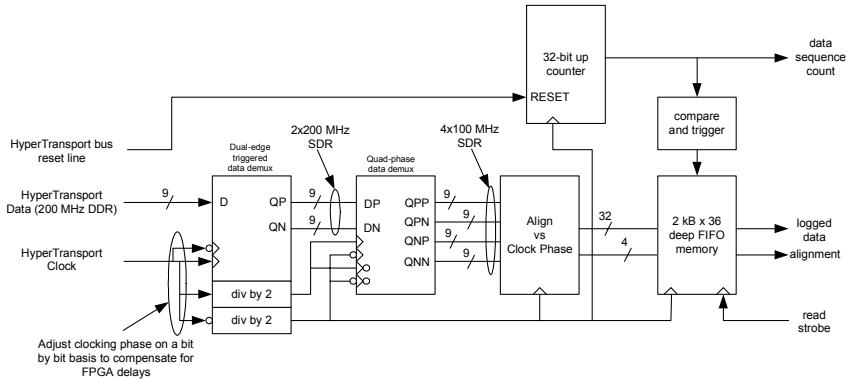 32-bit up
counter
RESET
data
sequence
count
compare
and trigger
HyperTransport bus
reset line
Dual-edge
triggered
data demux
2x200 MHz
SDR
Quad-phase
data demux
4x100 MHz
SDR
HyperTransport
Data (200 MHz DDR)
9
D
QP
QN
9
9
DP
DN
QPP
QPN
QNP
QNN
9
9
9
9
Align
vs
Clock Phase
32
4
2 kB x 36
deep FIFO
memory
logged
data
alignment
HyperTransport
Clock
div by 2
div by 2
read
strobe
Adjust clocking phase on a bit
by bit basis to compensate for
FPGA delays